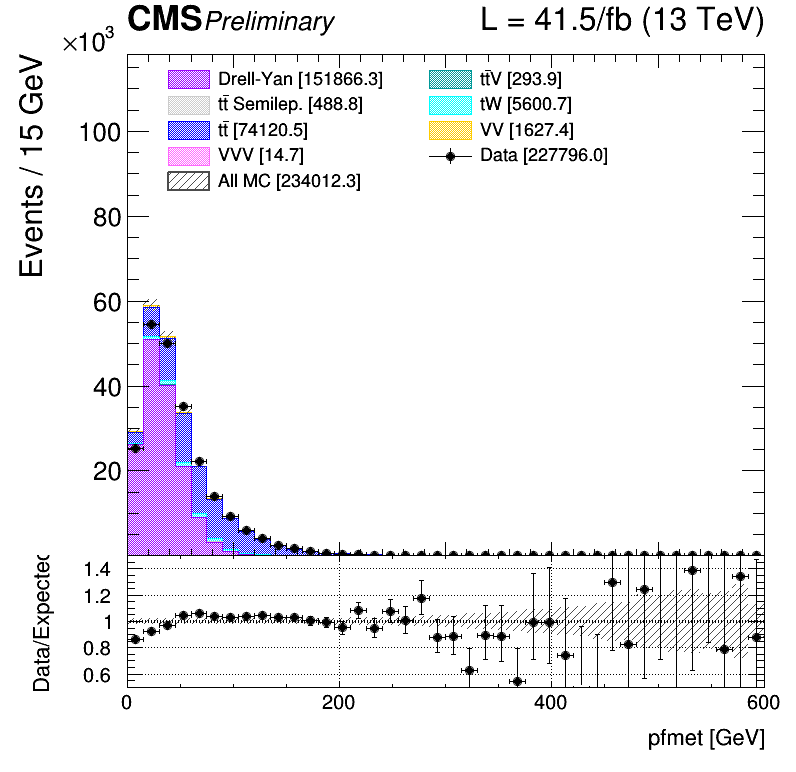 CMS Preliminary L = 41.5/fb (13 TeV)
×10³
Events / 15 GeV
Drell-Yan [151866.3]
tt̄ Semilep. [488.8]
tt̄ [74120.5]
VVV [14.7]
All MC [234012.3]
tt̄V [293.9]
tW [5600.7]
VV [1627.4]
Data [227796.0]
100
80
60
40
20
Data/Expected
1.4
1.2
1
0.8
0.6
0 200 400 600
pfmet [GeV]